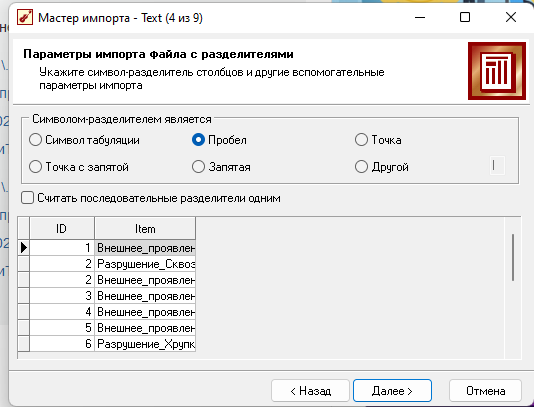 Мастер импорта - Text (4 из 9)
Параметры импорта файла с разделителями
Укажите символ-разделитель столбцов и другие вспомогательные
параметры импорта
Символом-разделителем является
Символ табуляции Пробел Точка
Точка с запятой Запятая Другой |
Считать последовательные разделители одним
ID Item
1 Внешнее_проявлен
2 Разрушение_Сквоз
2 Внешнее_проявлен
3 Внешнее_проявлен
4 Внешнее_проявлен
5 Внешнее_проявлен
6 Разрушение_Хрупк
< Назад Далее > Отмена